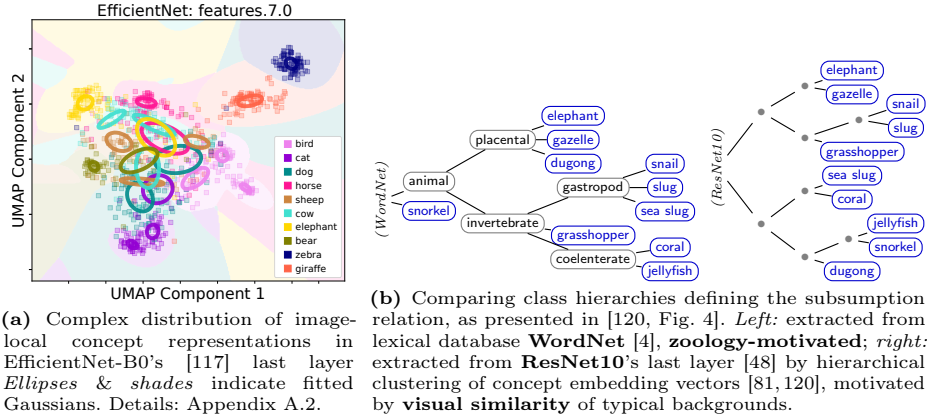 EfficientNet: features.7.0
UMAP Component 2
bird
cat
dog
horse
sheep
cow
elephant
bear
zebra
giraffe
UMAP Component 1
(a) Complex distribution of image-
local concept representations in
EfficientNet-B0's [117] last layer
Ellipses & shades indicate fitted
Gaussians. Details: Appendix A.2.
(WordNet)
animal
snorkel
placental
invertebrate
elephant
gazelle
dugong
gastropod
grasshopper
coelenterate
snail
slug
sea slug
coral
jellyfish
(ResNet10)
elephant
gazelle
snail
slug
grasshopper
sea slug
coral
jellyfish
snorkel
dugong
(b) Comparing class hierarchies defining the subsumption
relation, as presented in [120, Fig. 4]. Left: extracted from
lexical database WordNet [4], zoology-motivated; right:
extracted from ResNet10's last layer [48] by hierarchical
clustering of concept embedding vectors [81,120], motivated
by visual similarity of typical backgrounds.